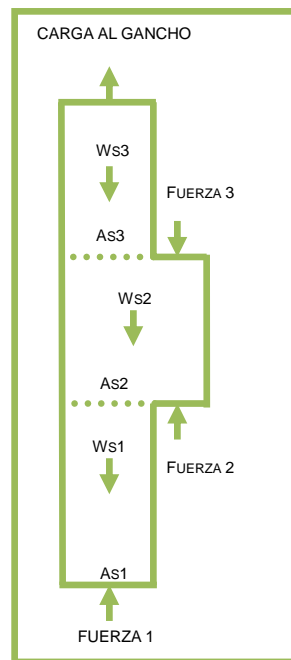 CARGA AL GANCHO
WS3
FUERZA 3
AS3
WS2
AS2
WS1
FUERZA 2
AS1
FUERZA 1